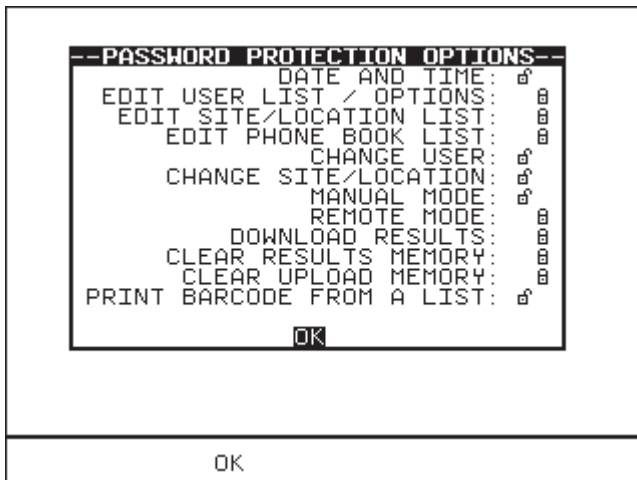 --PASSWORD PROTECTION OPTIONS--
DATE AND TIME:
EDIT USER LIST / OPTIONS:
EDIT SITE/LOCATION LIST:
EDIT PHONE BOOK LIST:
CHANGE USER:
CHANGE SITE/LOCATION:
MANUAL MODE:
REMOTE MODE:
DOWNLOAD RESULTS:
CLEAR RESULTS MEMORY:
CLEAR UPLOAD MEMORY:
PRINT BARCODE FROM A LIST:
OK
OK